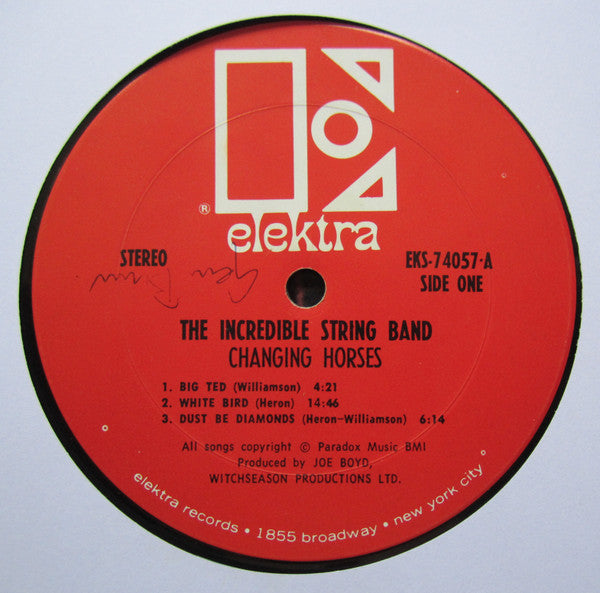 ®
elektra
STEREO
EKS-74057-A
SIDE ONE
THE INCREDIBLE STRING BAND
CHANGING HORSES
1. BIG TED (Williamson) 4:21
2. WHITE BIRD (Heron) 14:46
3. DUST BE DIAMONDS (Heron-Williamson) 6:14
All songs copyright © Paradox Music BMI
Produced by JOE BOYD,
WITCHSEASON PRODUCTIONS LTD.
elektra records • 1855 broadway • new york city